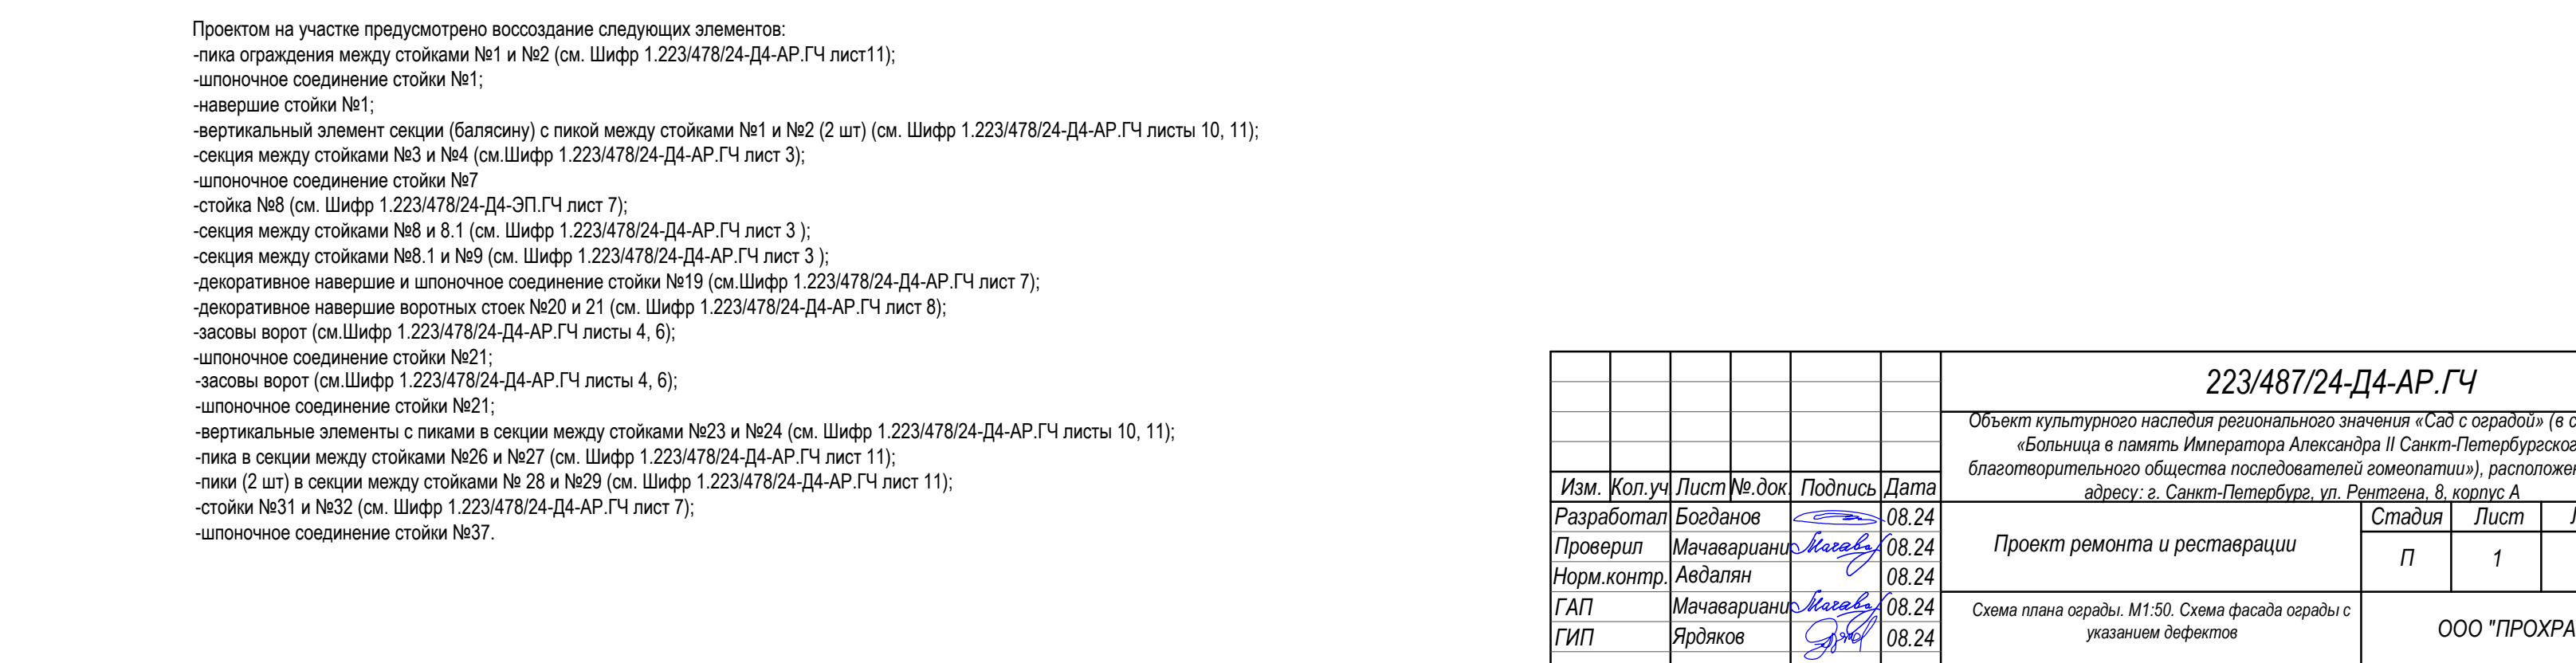 Проектом на участке предусмотрено воссоздание следующих элементов:
-пика ограждения между стойками №1 и №2 (см. Шифр 1.223/478/24-Д4-АР.ГЧ лист11);
-шпоночное соединение стойки №1;
-навершие стойки №1;
-вертикальный элемент секции (балясину) с пикой между стойками №1 и №2 (2 шт) (см. Шифр 1.223/478/24-Д4-АР.ГЧ листы 10, 11);
-секция между стойками №3 и №4 (см.Шифр 1.223/478/24-Д4-АР.ГЧ лист 3);
-шпоночное соединение стойки №7
-стойка №8 (см. Шифр 1.223/478/24-Д4-ЭП.ГЧ лист 7);
-секция между стойками №8 и 8.1 (см. Шифр 1.223/478/24-Д4-АР.ГЧ лист 3 );
-секция между стойками №8.1 и №9 (см. Шифр 1.223/478/24-Д4-АР.ГЧ лист 3 );
-декоративное навершие и шпоночное соединение стойки №19 (см.Шифр 1.223/478/24-Д4-АР.ГЧ лист 7);
-декоративное навершие воротных стоек №20 и 21 (см. Шифр 1.223/478/24-Д4-АР.ГЧ лист 8);
-засовы ворот (см.Шифр 1.223/478/24-Д4-АР.ГЧ листы 4, 6);
-шпоночное соединение стойки №21;
-засовы ворот (см.Шифр 1.223/478/24-Д4-АР.ГЧ листы 4, 6);
-шпоночное соединение стойки №21;
-вертикальные элементы с пиками в секции между стойками №23 и №24 (см. Шифр 1.223/478/24-Д4-АР.ГЧ листы 10, 11);
-пика в секции между стойками №26 и №27 (см. Шифр 1.223/478/24-Д4-АР.ГЧ лист 11);
-пики (2 шт) в секции между стойками № 28 и №29 (см. Шифр 1.223/478/24-Д4-АР.ГЧ лист 11);
-стойки №31 и №32 (см. Шифр 1.223/478/24-Д4-АР.ГЧ лист 7);
-шпоночное соединение стойки №37.
223/487/24-Д4-АР.ГЧ
Объект культурного наследия регионального значения «Сад с оградой» (в с
«Больница в память Императора Александра II Санкт-Петербургског
благотворительного общества последователей гомеопатии»), расположен
адресу: г. Санкт-Петербург, ул. Рентгена, 8, корпус А
Изм. Кол.уч Лист №.док. Подпись Дата
Разработал Богданов 08.24
Проверил Мачавариани 08.24
Норм.контр. Авдалян 08.24
ГАП Мачавариани 08.24
ГИП Ярдяков 08.24
Проект ремонта и реставрации
Стадия Лист
П 1
Схема плана ограды. М1:50. Схема фасада ограды с
указанием дефектов
ООО "ПРОХРА